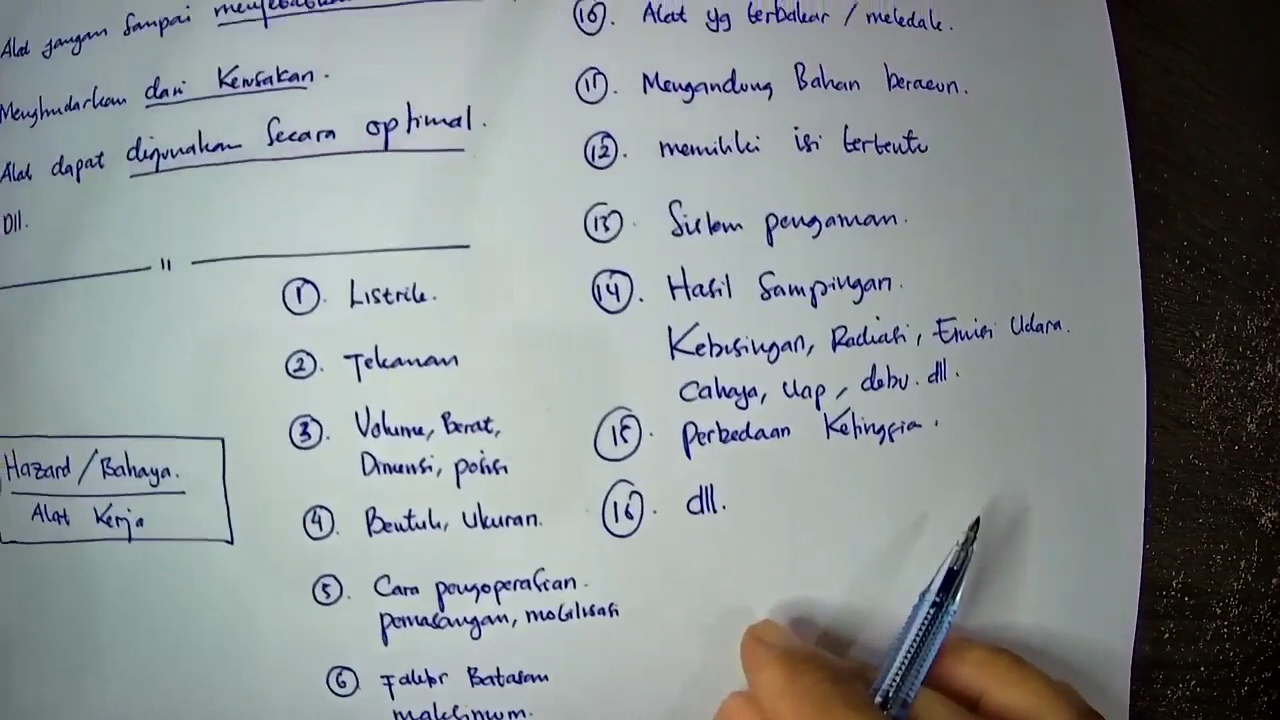 Alat jangan sampai
Menghindarkan dari Kerusakan.
Alat dapat digunakan secara optimal.
Dll.
Hazard / Bahaya.
Alat Kerja
① Listrik.
②. Tekanan
③. Volume, Berat,
Dimensi, posisi
④. Bentuk, Ukuran.
⑤. Cara pengoperasian.
pemasangan, mobilisasi
⑥. Faktor Batasan
maksimum.
⑩. Alat yg terbakar / meledak.
⑪. Mengandung Bahan beracun.
⑫. memiliki isi tertentu
⑬. Sistem pengaman.
⑭. Hasil Sampingan.
Kebisingan, Radiasi, Emisi Udara.
Cahaya, Uap, debu. dll.
⑮. Perbedaan Ketinggian.
⑯. dll.